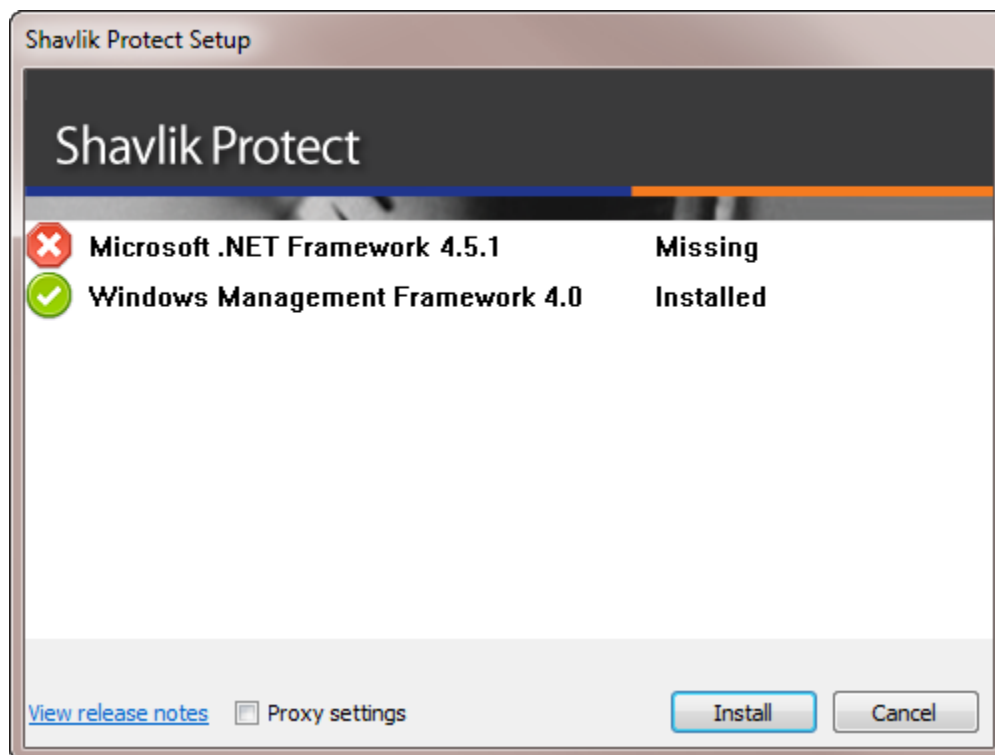 Shavlik Protect Setup
Shavlik Protect
Microsoft .NET Framework 4.5.1 Missing
Windows Management Framework 4.0 Installed
View release notes Proxy settings Install Cancel